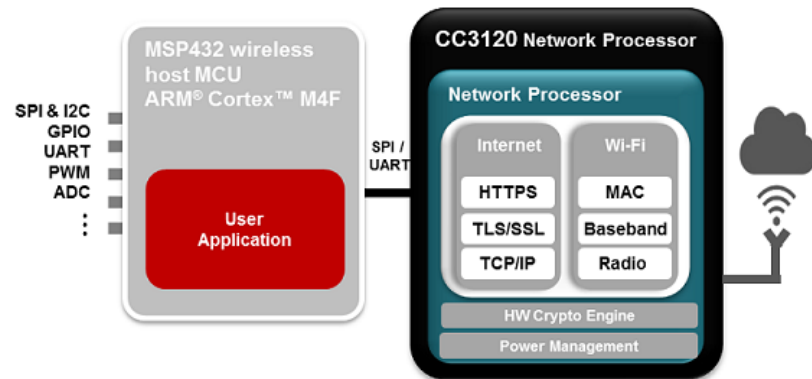 MSP432 wireless
host MCU
ARM® Cortex™ M4F
SPI & I2C
GPIO
UART
PWM
ADC
⋮
User
Application
SPI /
UART
CC3120 Network Processor
Network Processor
Internet
HTTPS
TLS/SSL
TCP/IP
Wi-Fi
MAC
Baseband
Radio
HW Crypto Engine
Power Management